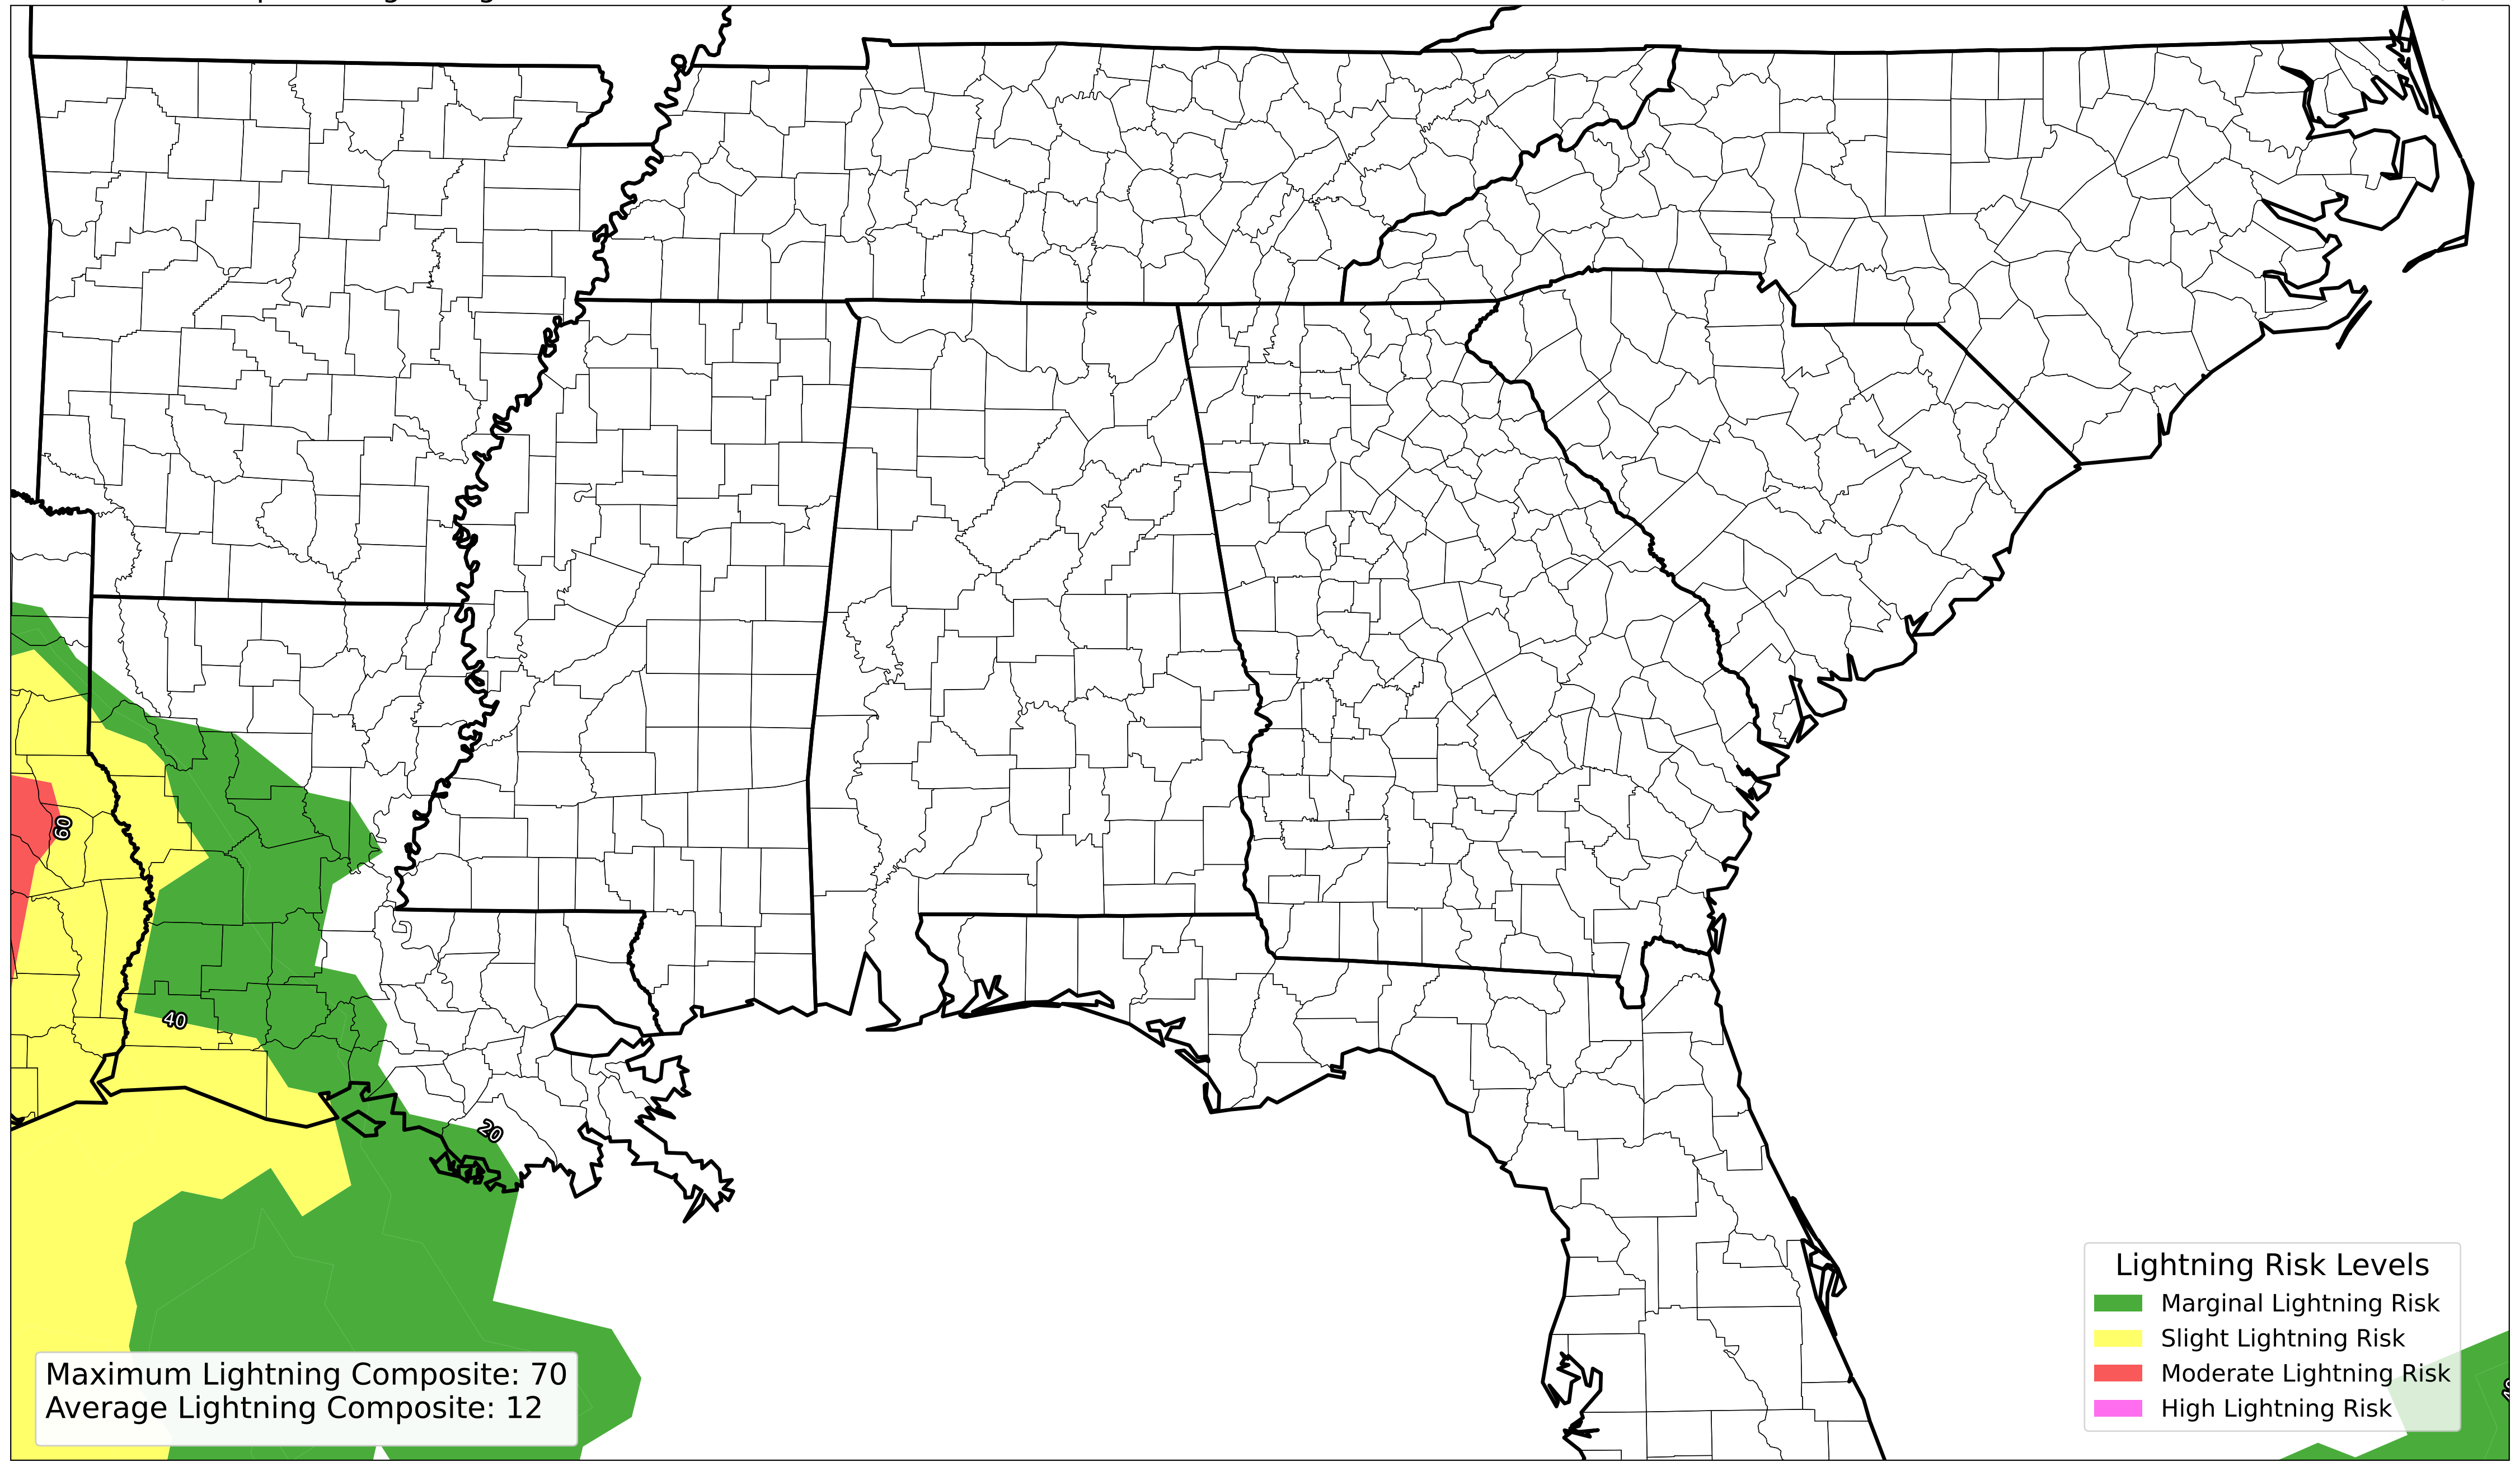 60
40
20
Lightning Risk Levels
Marginal Lightning Risk
Slight Lightning Risk
Moderate Lightning Risk
High Lightning Risk
Maximum Lightning Composite: 70
Average Lightning Composite: 12